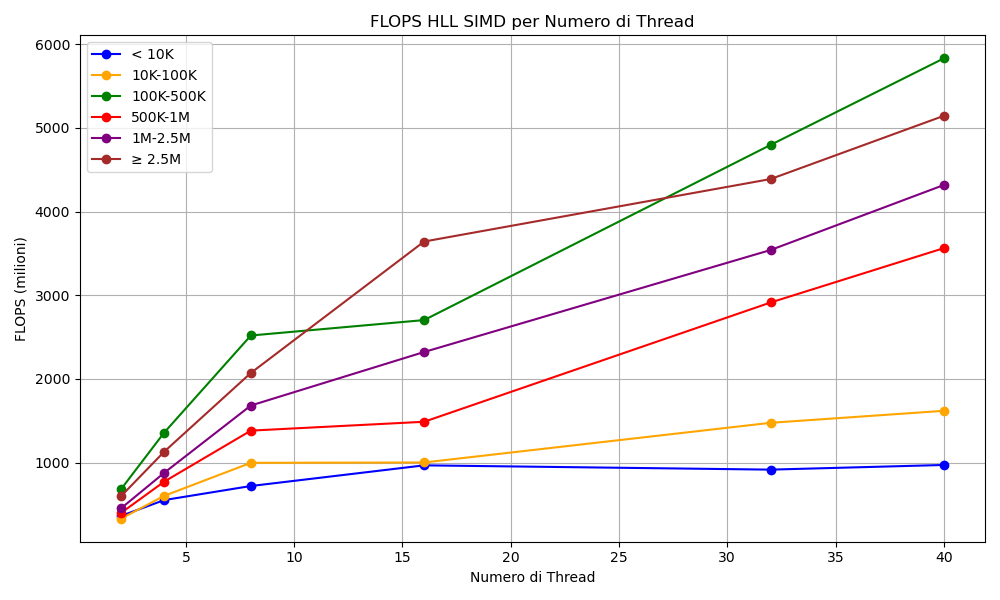 FLOPS HLL SIMD per Numero di Thread
< 10K
10K-100K
100K-500K
500K-1M
1M-2.5M
≥ 2.5M
FLOPS (milioni)
6000
5000
4000
3000
2000
1000
5 10 15 20 25 30 35 40
Numero di Thread